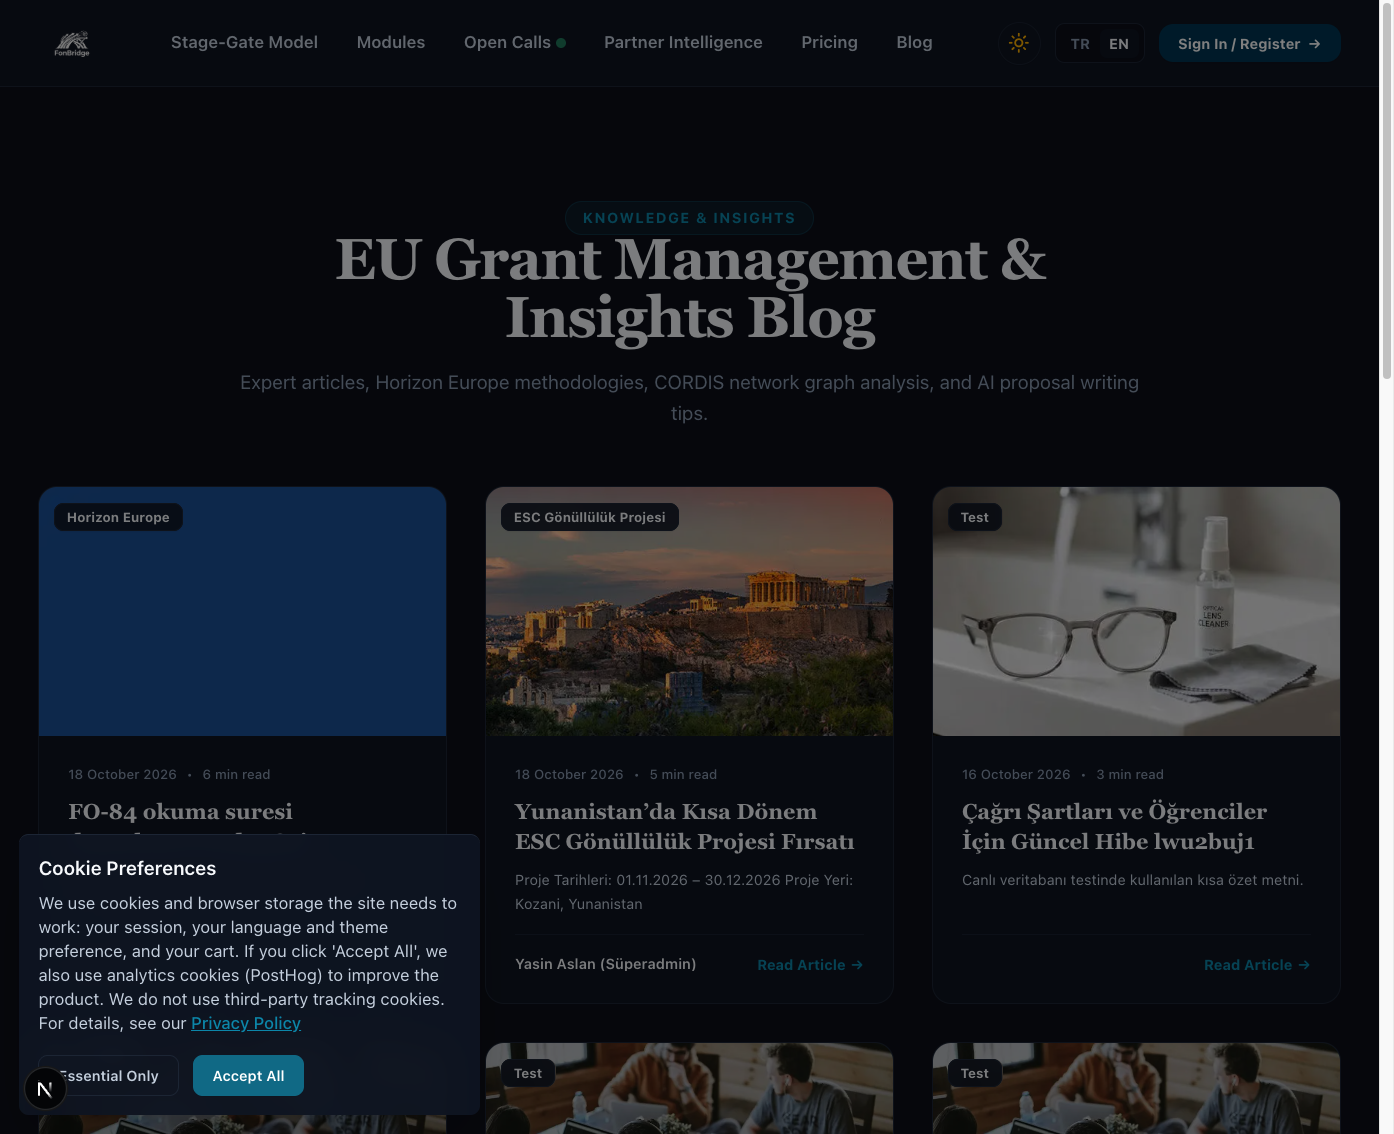 FonBridge
Stage-Gate Model
Modules
Open Calls
Partner Intelligence
Pricing
Blog
TR
EN
Sign In / Register →
KNOWLEDGE & INSIGHTS
EU Grant Management &
Insights Blog
Expert articles, Horizon Europe methodologies, CORDIS network graph analysis, and AI proposal writing
tips.
Horizon Europe
18 October 2026 • 6 min read
FO-84 okuma suresi
ESC Gönüllülük Projesi
18 October 2026 • 5 min read
Yunanistan’da Kısa Dönem
ESC Gönüllülük Projesi Fırsatı
Proje Tarihleri: 01.11.2026 – 30.12.2026 Proje Yeri:
Kozani, Yunanistan
Yasin Aslan (Süperadmin)
Read Article →
Test
OPTICAL
LENS
CLEANER
16 October 2026 • 3 min read
Çağrı Şartları ve Öğrenciler
İçin Güncel Hibe lwu2buj1
Canlı veritabanı testinde kullanılan kısa özet metni.
Read Article →
Test
Test
Cookie Preferences
We use cookies and browser storage the site needs to
work: your session, your language and theme
preference, and your cart. If you click 'Accept All', we
also use analytics cookies (PostHog) to improve the
product. We do not use third-party tracking cookies.
For details, see our Privacy Policy
Essential Only
Accept All
N